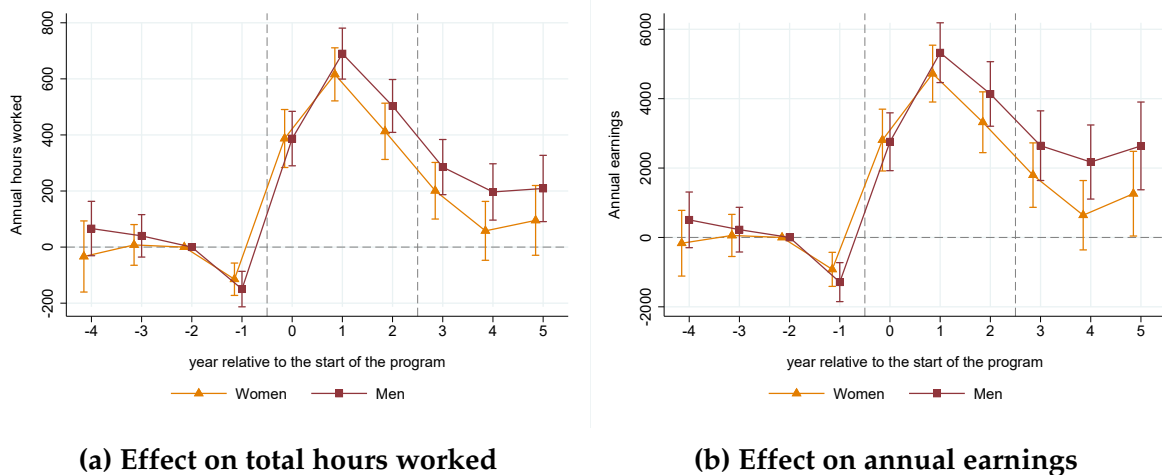 Annual hours worked
800
600
400
200
0
-200
-4 -3 -2 -1 0 1 2 3 4 5
year relative to the start of the program
Women Men
(a) Effect on total hours worked
Annual earnings
6000
4000
2000
0
-2000
-4 -3 -2 -1 0 1 2 3 4 5
year relative to the start of the program
Women Men
(b) Effect on annual earnings